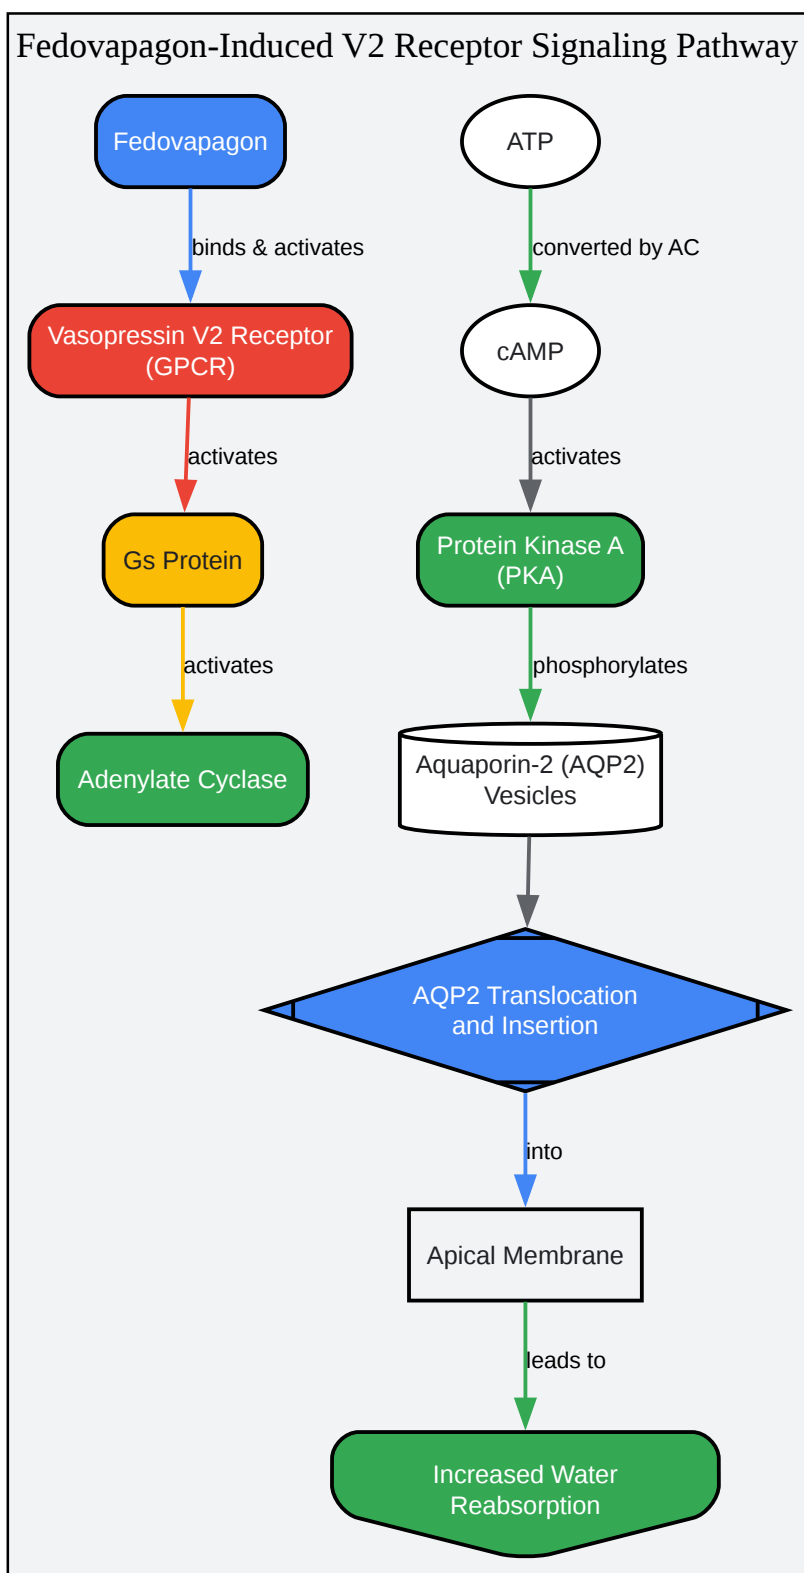 Fedovapagon-Induced V2 Receptor Signaling Pathway
Fedovapagon
binds & activates
Vasopressin V2 Receptor
(GPCR)
activates
Gs Protein
activates
Adenylate Cyclase
ATP
converted by AC
cAMP
activates
Protein Kinase A
(PKA)
phosphorylates
Aquaporin-2 (AQP2)
Vesicles
AQP2 Translocation
and Insertion
into
Apical Membrane
leads to
Increased Water
Reabsorption